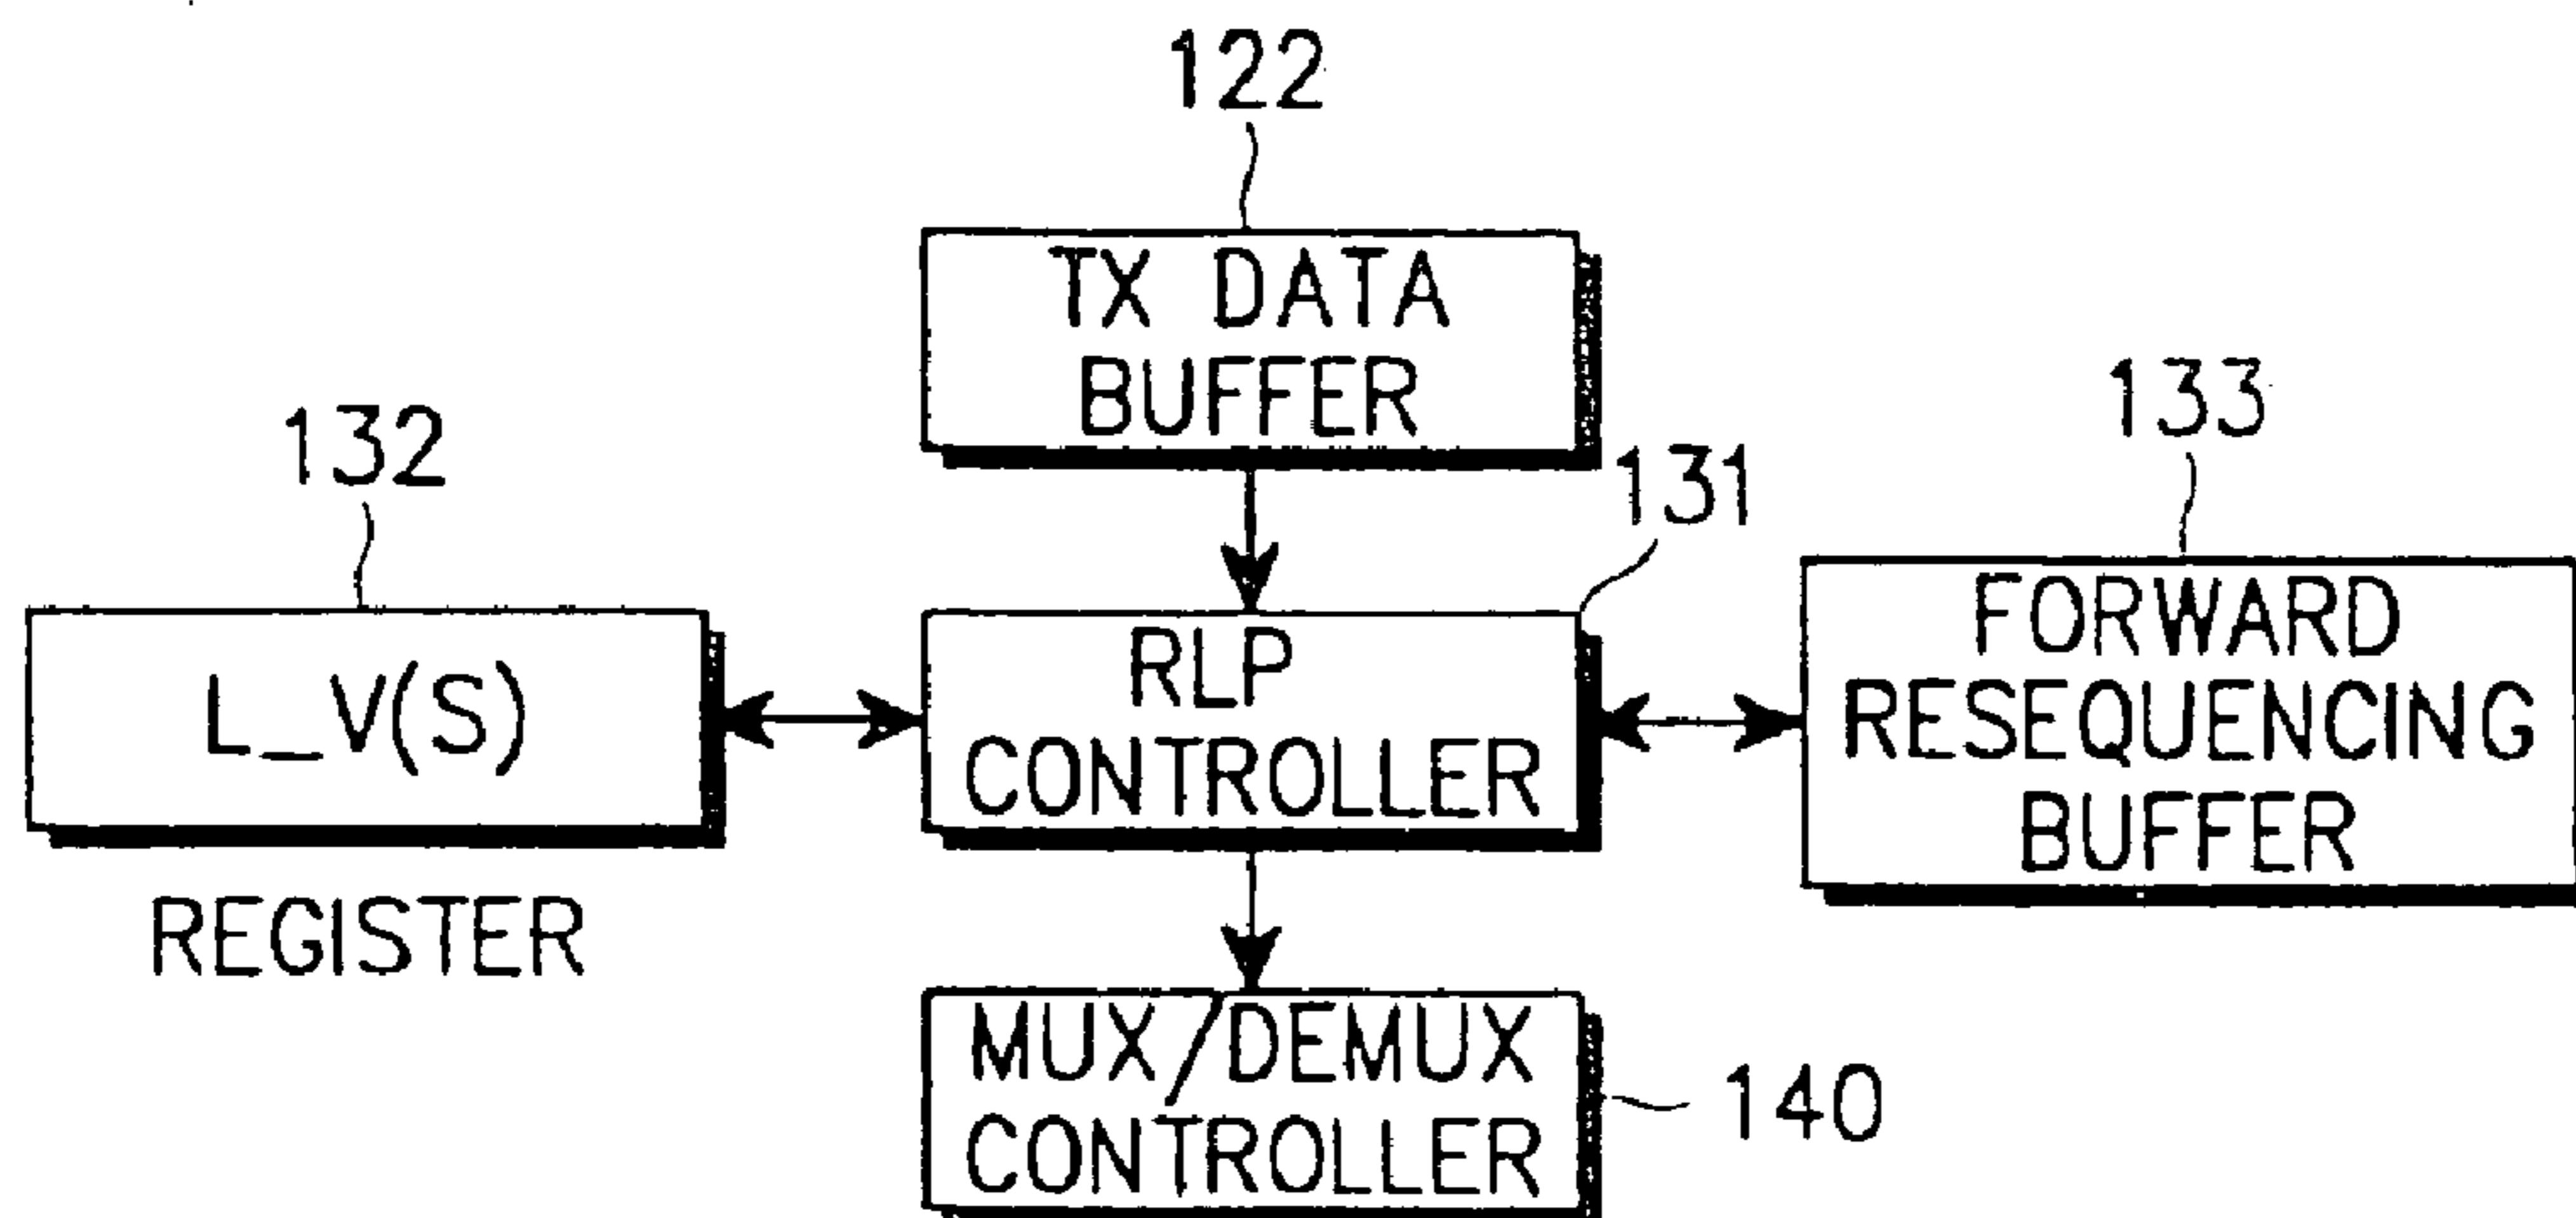 122
TX DATA
BUFFER
132
131
133
L_V(S)
RLP
CONTROLLER
FORWARD
RESEQUENCING
BUFFER
REGISTER
MUX/DEMUX
CONTROLLER
140